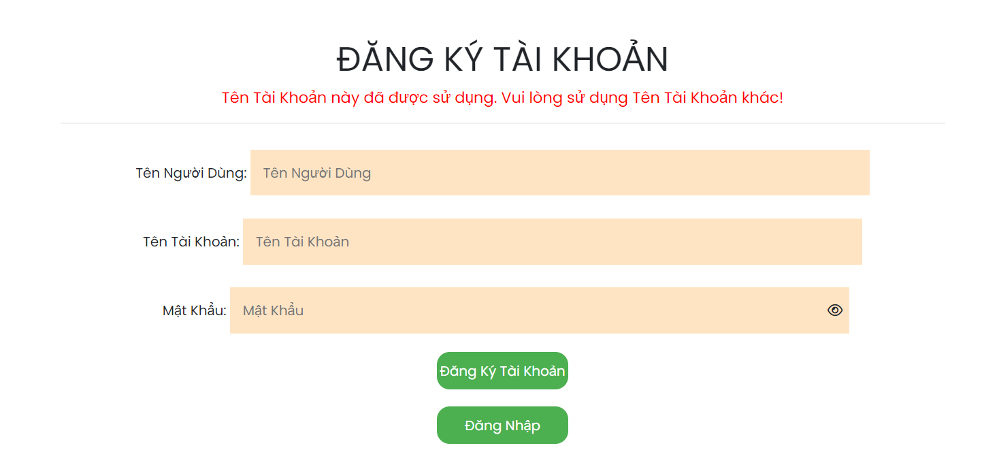 ĐĂNG KÝ TÀI KHOẢN
Tên Tài Khoản này đã được sử dụng. Vui lòng sử dụng Tên Tài Khoản khác!
Tên Người Dùng: Tên Người Dùng
Tên Tài Khoản: Tên Tài Khoản
Mật Khẩu: Mật Khẩu
Đăng Ký Tài Khoản
Đăng Nhập